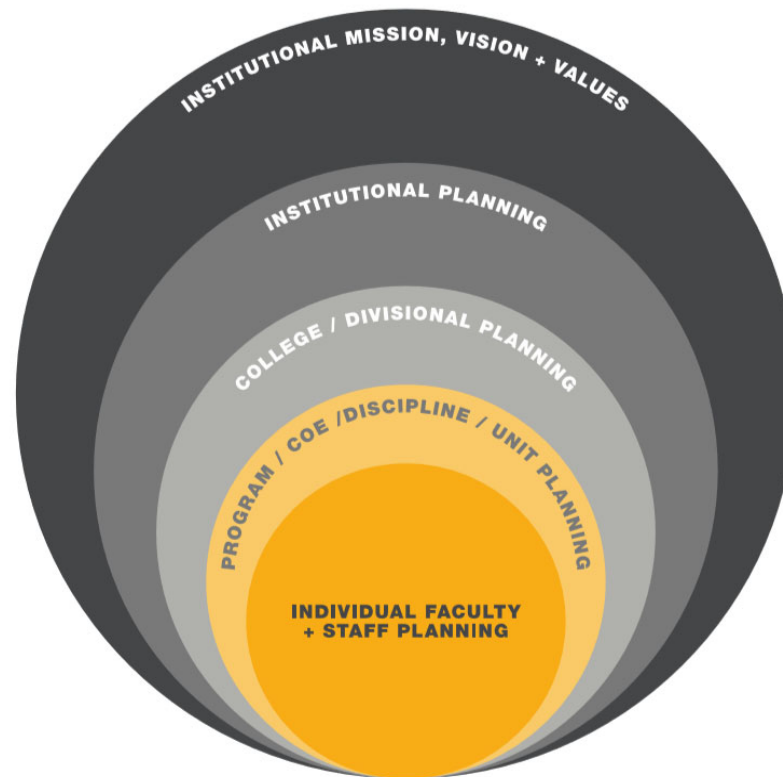 INSTITUTIONAL MISSION, VISION + VALUES
INSTITUTIONAL PLANNING
COLLEGE / DIVISIONAL PLANNING
PROGRAM / COE /DISCIPLINE / UNIT PLANNING
INDIVIDUAL FACULTY
+ STAFF PLANNING